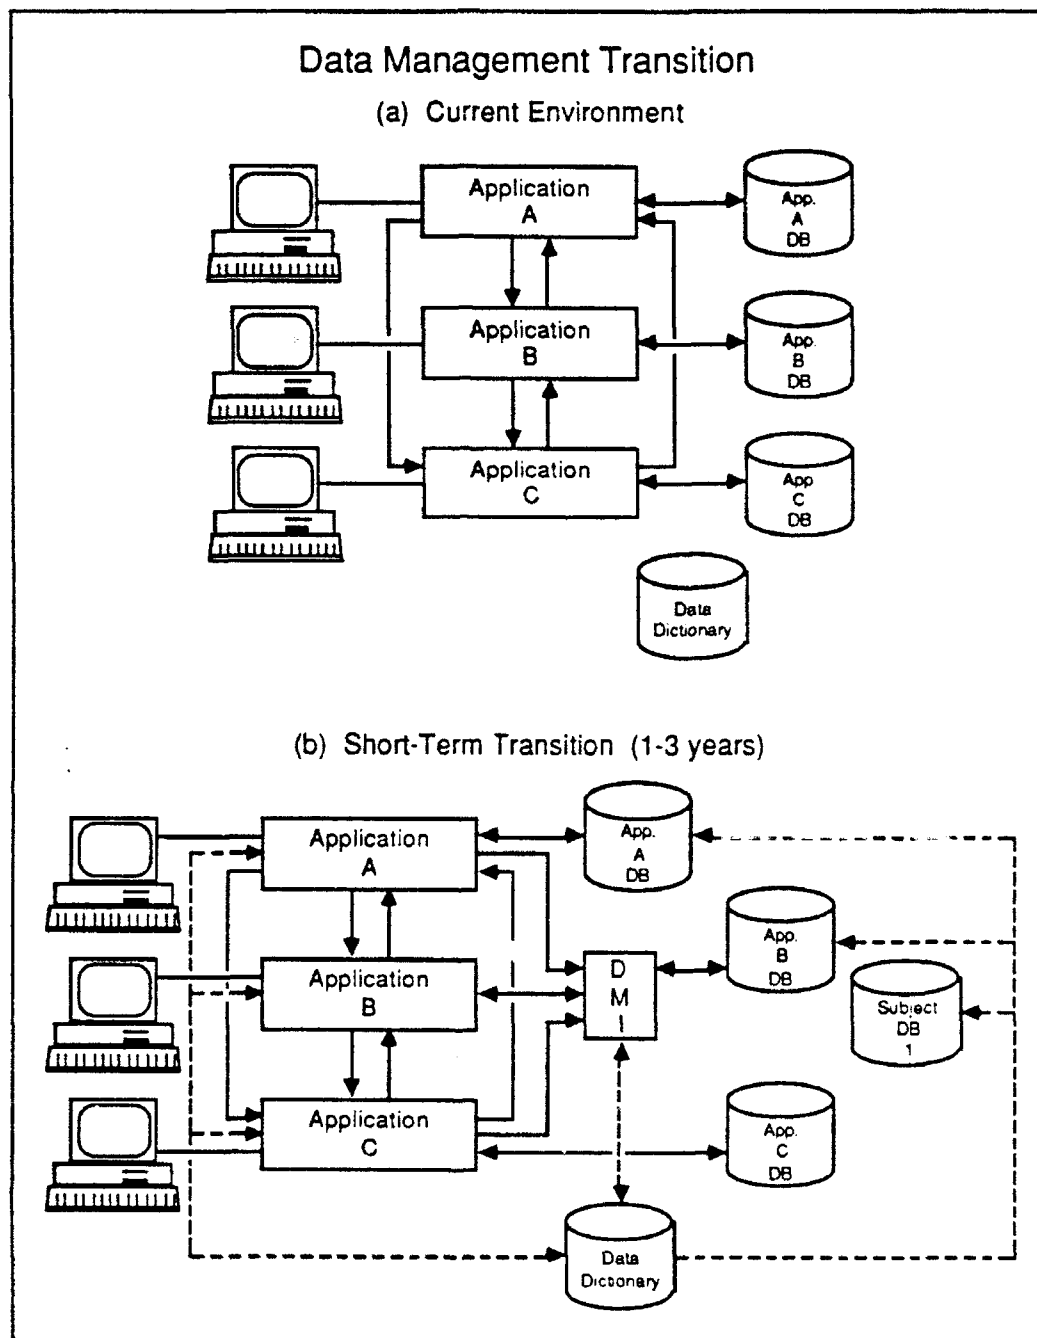 Data Management Transition
(a) Current Environment
Application
A
App.
A
DB
Application
B
App.
B
DB
Application
C
App
C
DB
Data
Dictionary
(b) Short-Term Transition (1-3 years)
Application
A
App.
A
DB
Application
B
D
M
I
App.
B
DB
Subject
DB
1
Application
C
App.
C
DB
Data
Dictionary